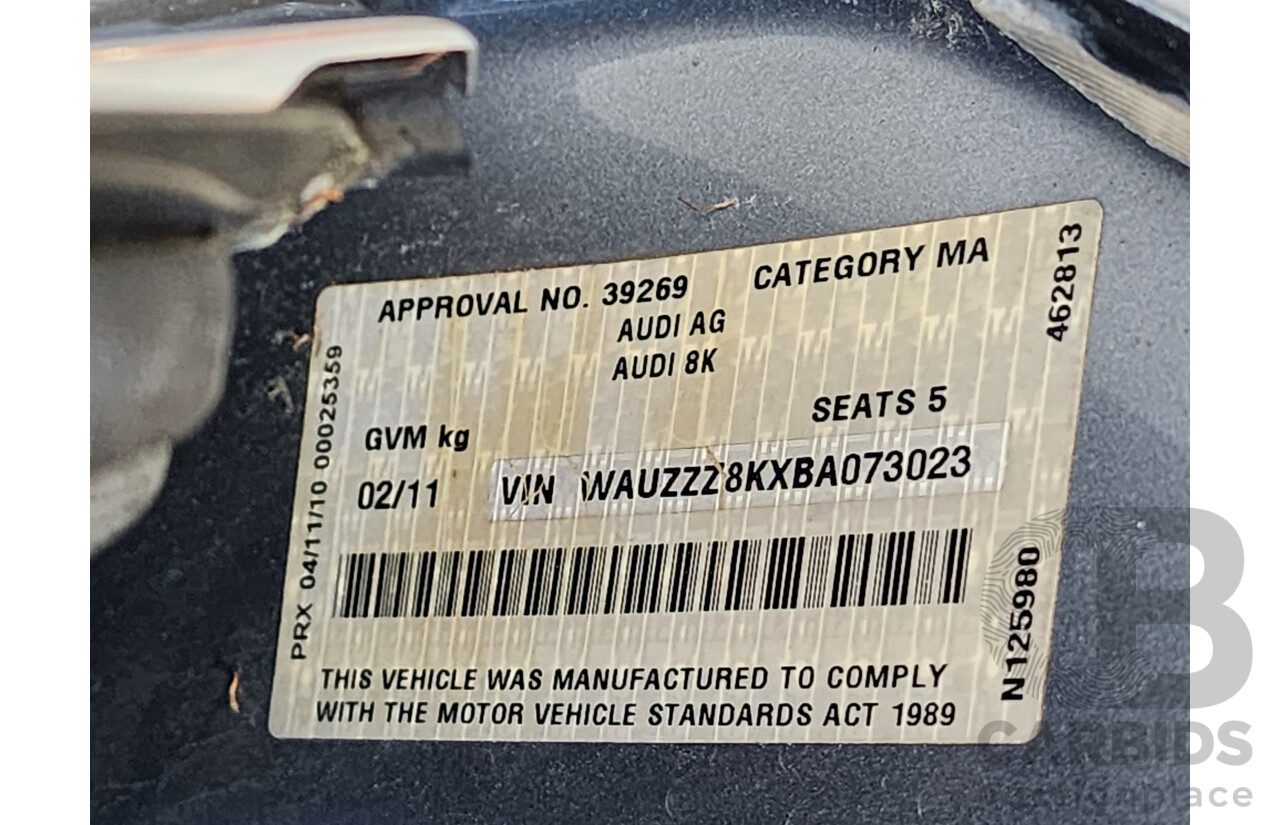 APPROVAL NO. 39269
CATEGORY MA
AUDI AG
AUDI 8K
SEATS 5
GVM kg
02/11
VIN WAUZZZ8KXBA073023
THIS VEHICLE WAS MANUFACTURED TO COMPLY
WITH THE MOTOR VEHICLE STANDARDS ACT 1989
PRX 04/11/10 00025359
462813
N125980
B
CARBIDS